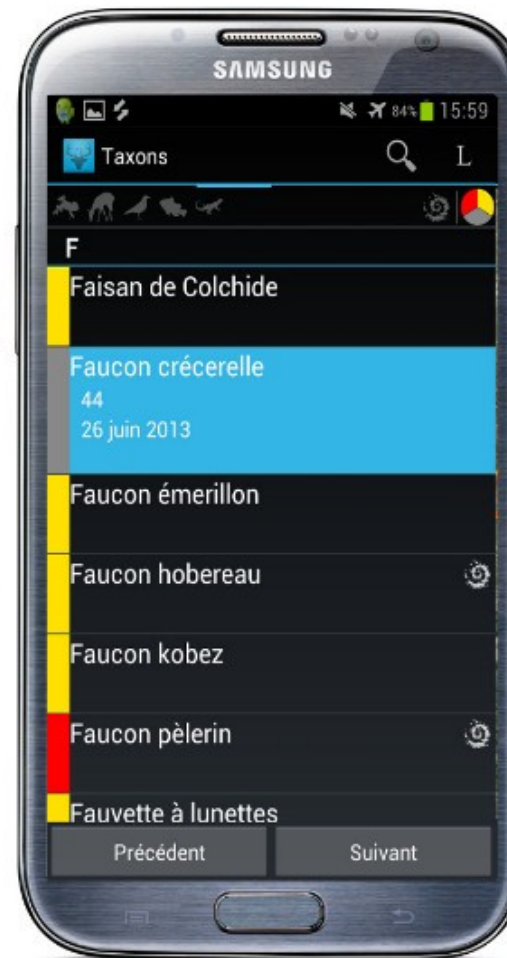 SAMSUNG
84% 15:59
Taxons L
F
Faisan de Colchide
Faucon crécerelle
44
26 juin 2013
Faucon émerillon
Faucon hobereau
Faucon kobez
Faucon pèlerin
Fauvette à lunettes
Précédent Suivant